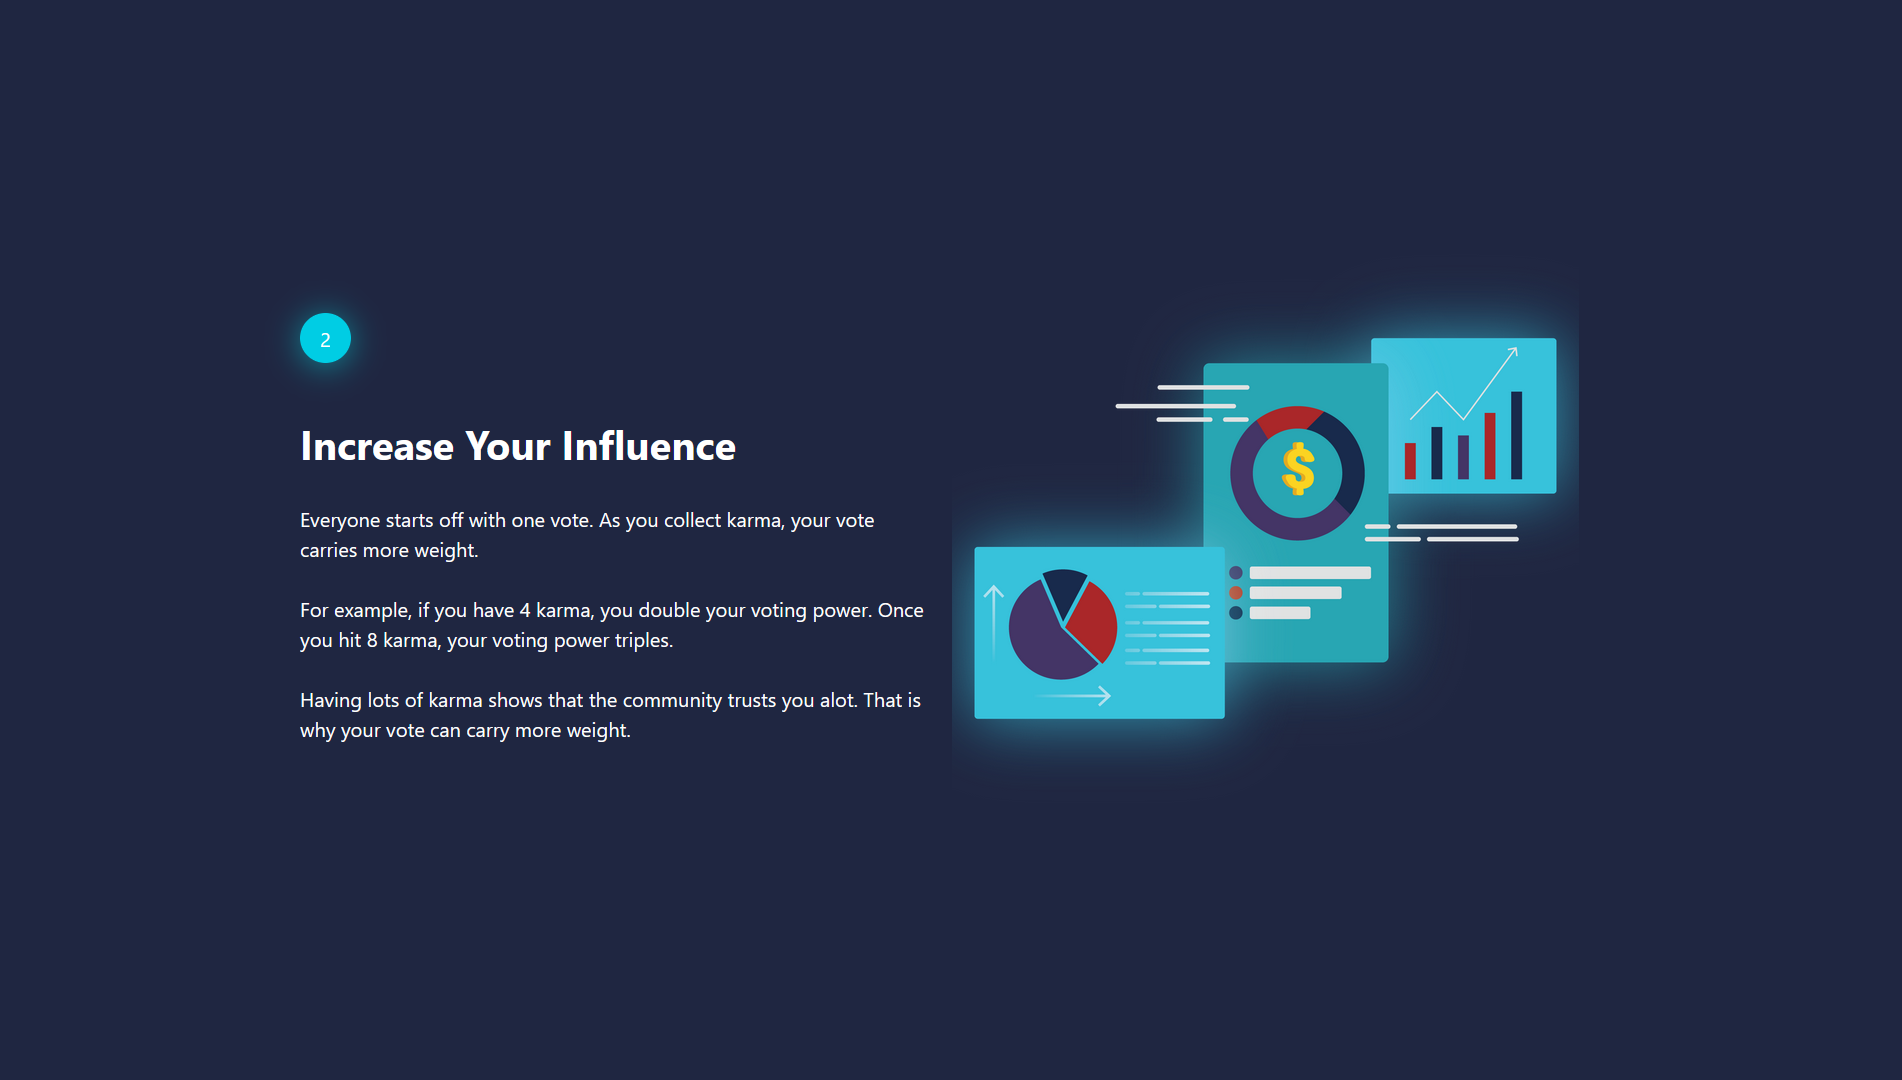 2
Increase Your Influence
Everyone starts off with one vote. As you collect karma, your vote
carries more weight.
For example, if you have 4 karma, you double your voting power. Once
you hit 8 karma, your voting power triples.
Having lots of karma shows that the community trusts you alot. That is
why your vote can carry more weight.
$